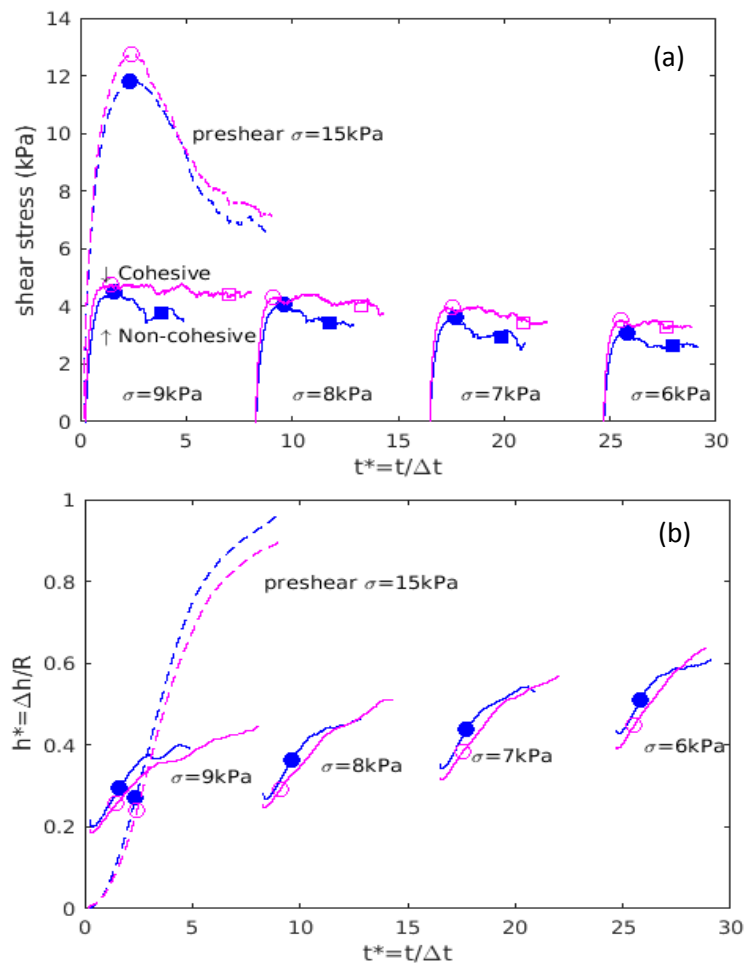 14
(a)
12
preshear σ=15kPa
10
8
6
↓ Cohesive
4
↑ Non-cohesive
2
σ=9kPa σ=8kPa σ=7kPa σ=6kPa
0
0 5 10 15 20 25 30
t*=t/Δt
shear stress (kPa)
1
(b)
preshear σ=15kPa
0.8
0.6
0.4
σ=9kPa σ=8kPa σ=7kPa σ=6kPa
0.2
0
0 5 10 15 20 25 30
t*=t/Δt
h*=Δh/R